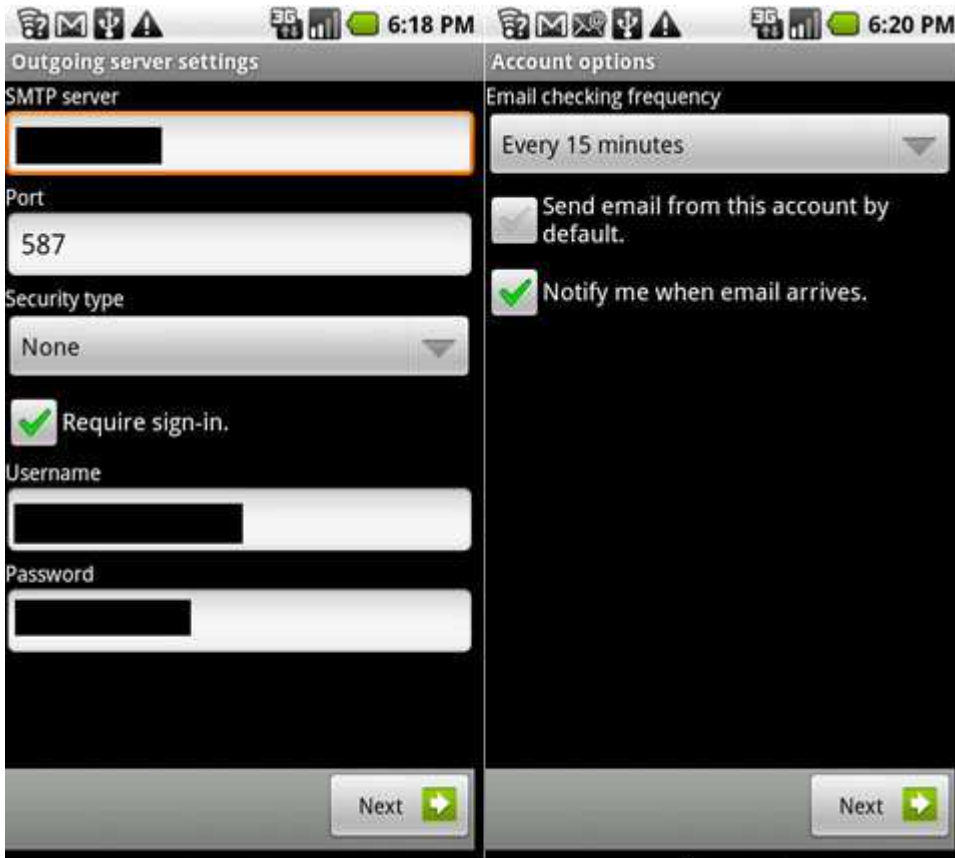 3G 6:18 PM
Outgoing server settings
SMTP server
Port
587
Security type
None
Require sign-in.
Username
Password
Next
3G 6:20 PM
Account options
Email checking frequency
Every 15 minutes
Send email from this account by
default.
Notify me when email arrives.
Next